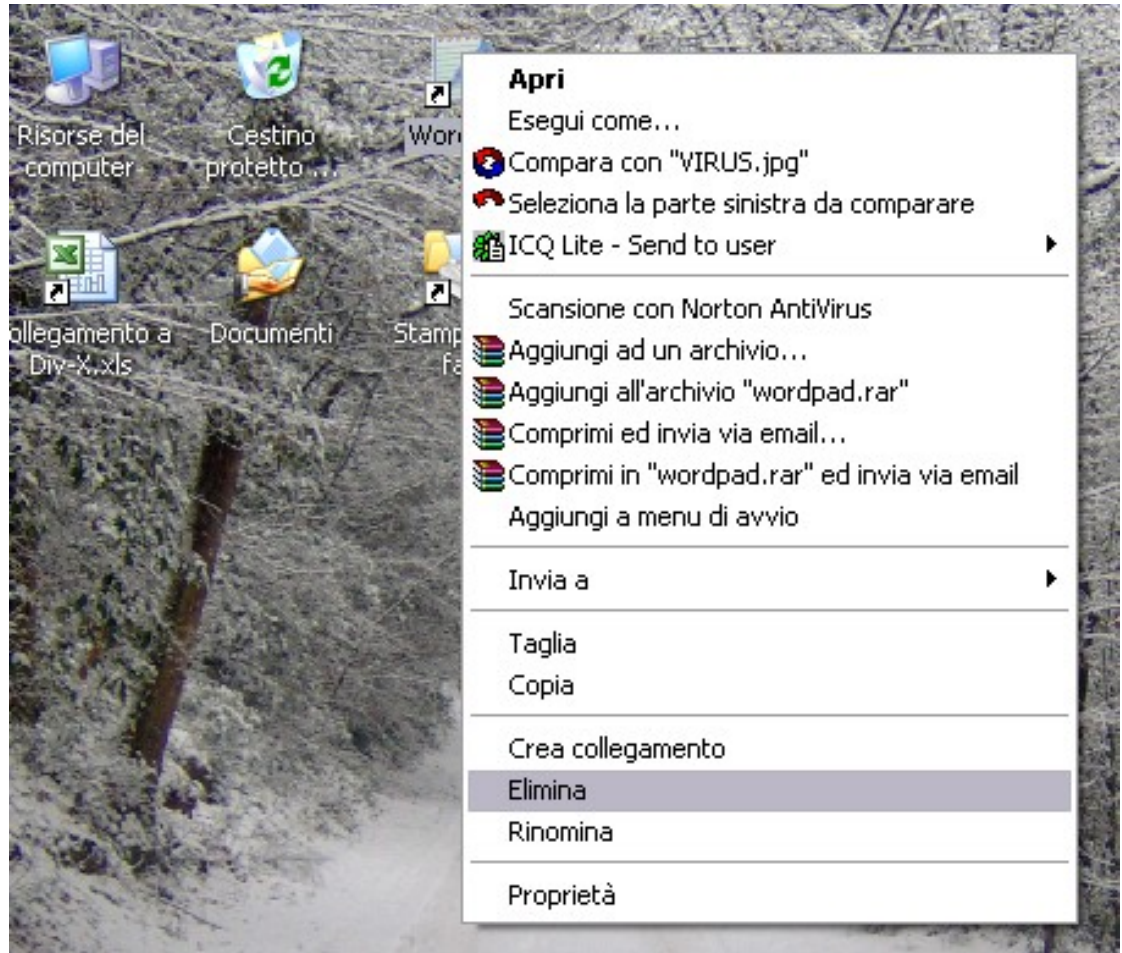 Risore del
computer
Cestino
protetto ...
Wor
ollegamento a
Div-X.xls
Documenti
Stamp
fa
Apri
Esegui come...
Compara con "VIRUS.jpg"
Seleziona la parte sinistra da comparare
ICQ Lite - Send to user
Scansione con Norton AntiVirus
Aggiungi ad un archivio...
Aggiungi all'archivio "wordpad.rar"
Comprimi ed invia via email...
Comprimi in "wordpad.rar" ed invia via email
Aggiungi a menu di avvio
Invia a
Taglia
Copia
Crea collegamento
Elimina
Rinomina
Proprietà